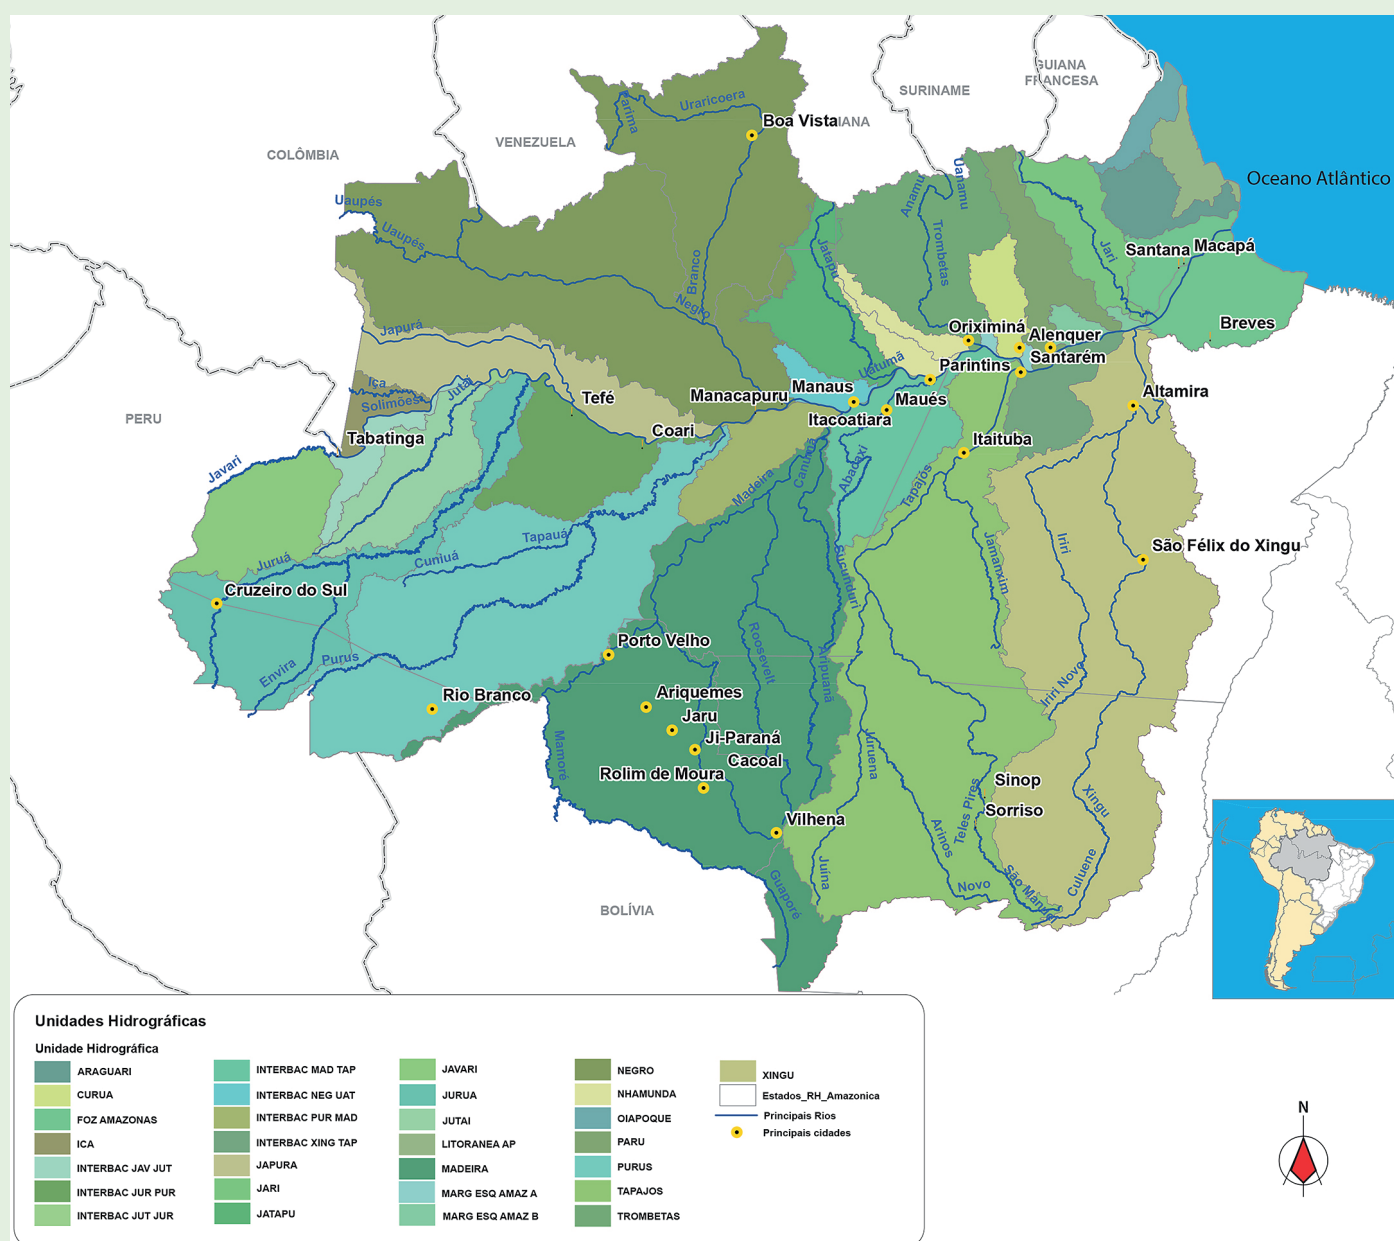 SURINAME
GUIANA
FRANCESA
Uraricoera
Boa Vista
IANA
VENEZUELA
COLÔMBIA
Oceano Atlântico
Uanamu
Anamu
Uaupés
Uaupés
Trombetas
Jatapu
Jari
Santana
Macapá
Branco
Negro
Japurá
Oriximiná
Alenquer
Breves
Santarém
Uatumã
Parintins
Iça
Jutaí
Solimões
Tefé
Manacapuru
Manaus
Maués
Altamira
PERU
Tabatinga
Coari
Itacoatiara
Itaituba
Javari
Madeira
Canumã
Abacaxi
Tapajós
Tapauá
Cuniuá
Juruá
Iriri
São Félix do Xingu
Jamanxim
Sucunduri
Cruzeiro do Sul
Porto Velho
Roosevelt
Aripuanã
Purus
Envira
Rio Branco
Ariquemes
Iriri Novo
Jaru
Ji-Paraná
Mamoré
Juruena
Cacoal
Rolim de Moura
Sinop
Teles Pires
Sorriso
Xingu
Vilhena
Arinos
Juína
Novo
São Manuel
Culuene
Guaporé
BOLÍVIA
Unidades Hidrográficas
Unidade Hidrográfica
ARAGUARI
CURUA
FOZ AMAZONAS
ICA
INTERBAC JAV JUT
INTERBAC JUR PUR
INTERBAC JUT JUR
INTERBAC MAD TAP
INTERBAC NEG UAT
INTERBAC PUR MAD
INTERBAC XING TAP
JAPURA
JARI
JATAPU
JAVARI
JURUA
JUTAI
LITORANEA AP
MADEIRA
MARG ESQ AMAZ A
MARG ESQ AMAZ B
NEGRO
NHAMUNDA
OIAPOQUE
PARU
PURUS
TAPAJOS
TROMBETAS
XINGU
Estados_RH_Amazonica
Principais Rios
Principais cidades
N